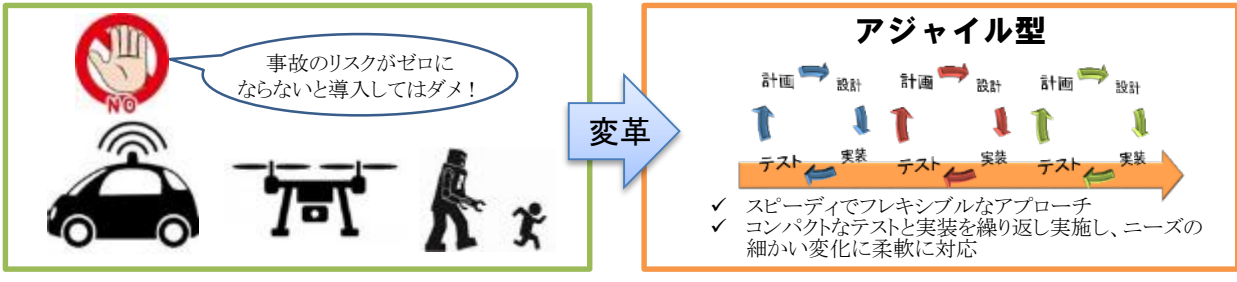 NO
事故のリスクがゼロに
ならないと導入してはダメ！
変革
アジャイル型
計画 設計 計画 設計 計画 設計
テスト 実装 テスト 実装 テスト 実装
✓ スピーディでフレキシブルなアプローチ
✓ コンパクトなテストと実装を繰り返し実施し、ニーズの
細かい変化に柔軟に対応